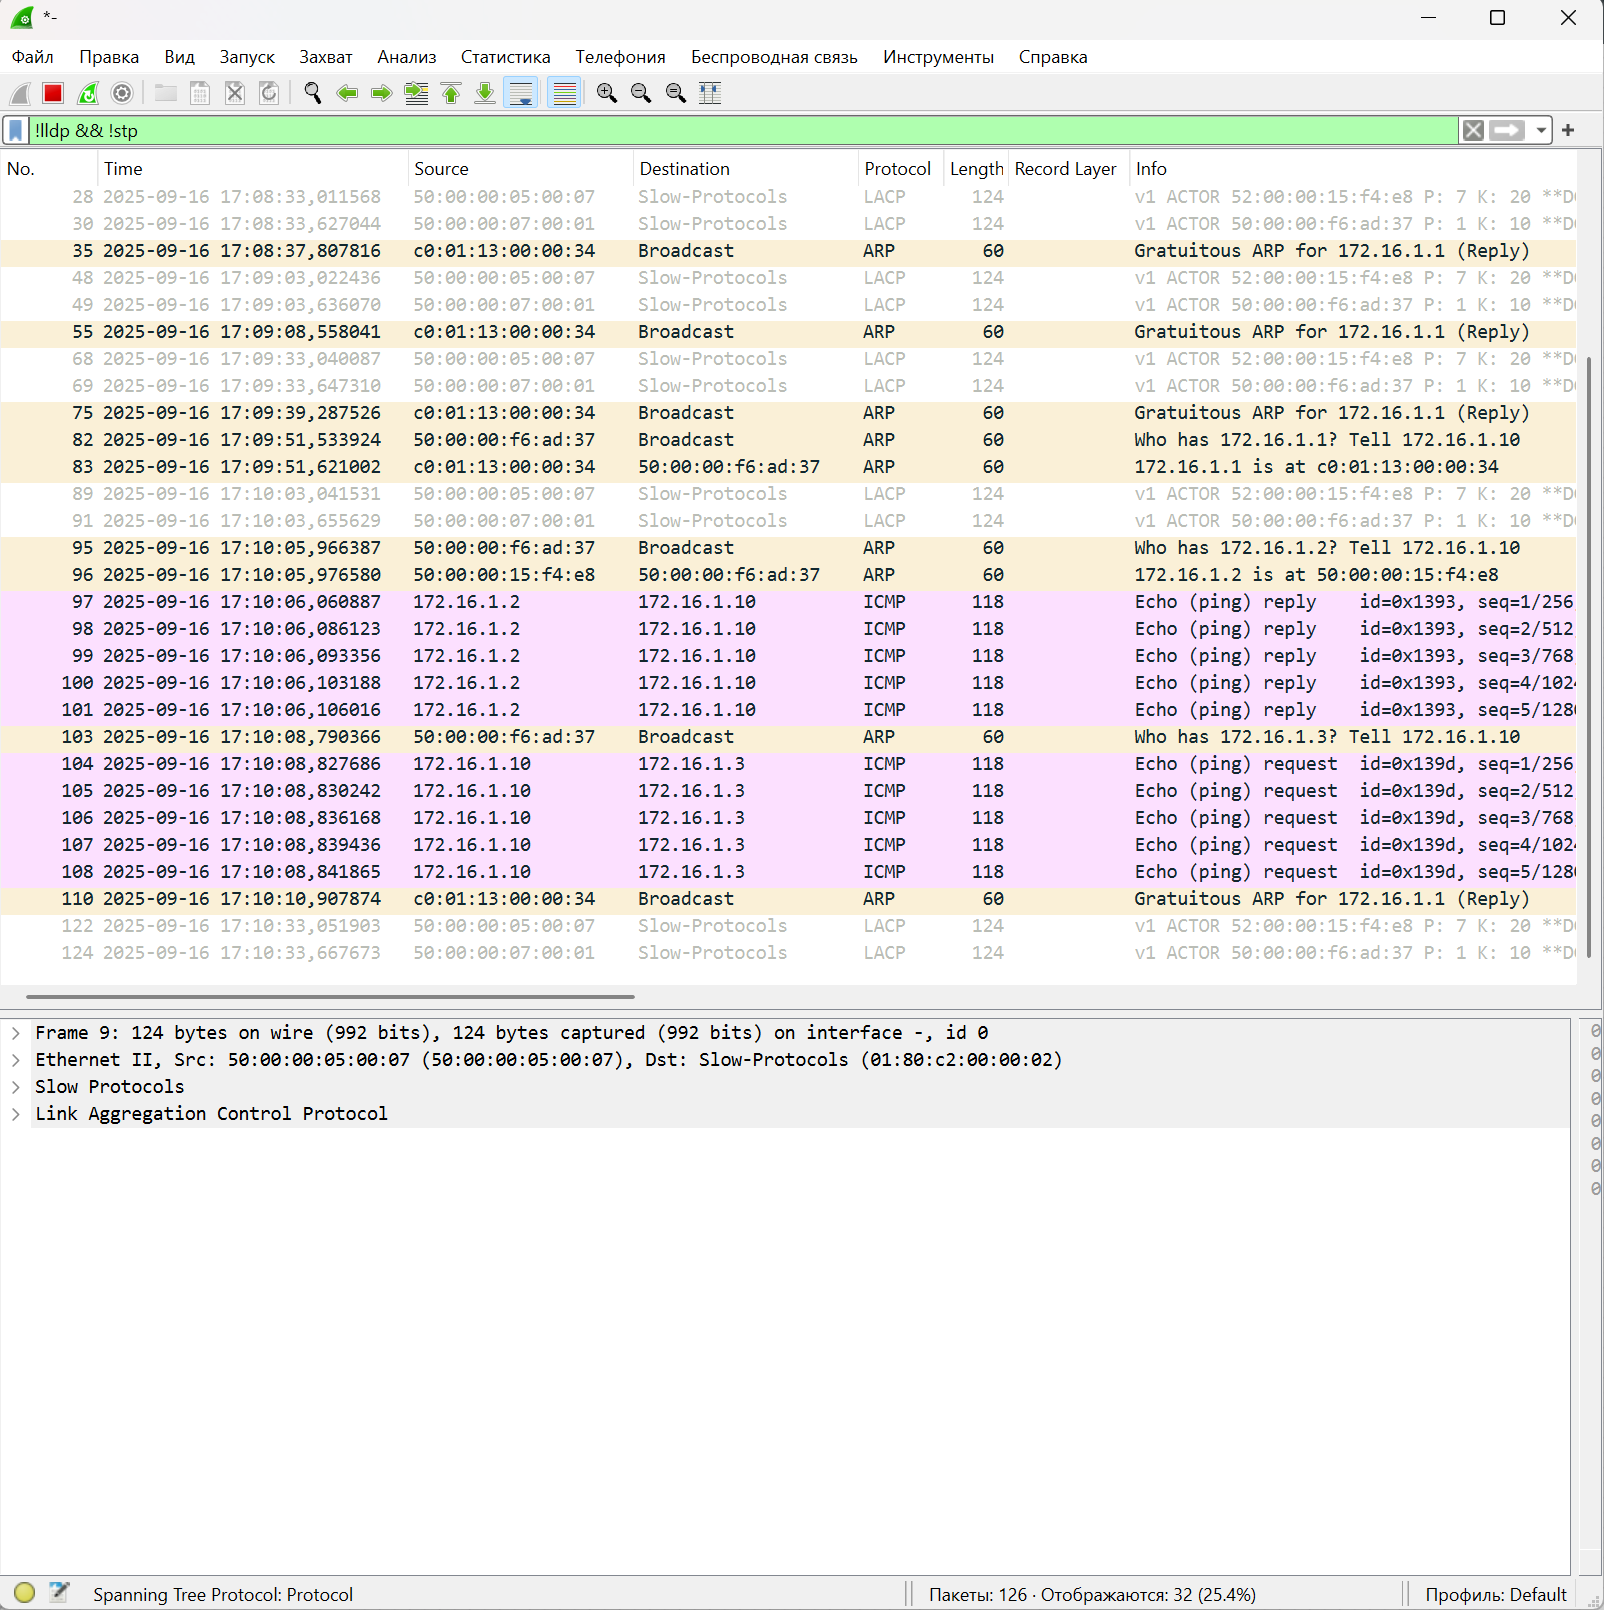 *-
Файл Правка Вид Запуск Захват Анализ Статистика Телефония Беспроводная связь Инструменты Справка
!lldp && !stp
No. Time Source Destination Protocol Length Record Layer Info
28 2025-09-16 17:08:33,011568 50:00:00:05:00:07 Slow-Protocols LACP 124 v1 ACTOR 52:00:00:15:f4:e8 P: 7 K: 20 **D
30 2025-09-16 17:08:33,627044 50:00:00:07:00:01 Slow-Protocols LACP 124 v1 ACTOR 50:00:00:f6:ad:37 P: 1 K: 10 **D
35 2025-09-16 17:08:37,807816 c0:01:13:00:00:34 Broadcast ARP 60 Gratuitous ARP for 172.16.1.1 (Reply)
48 2025-09-16 17:09:03,022436 50:00:00:05:00:07 Slow-Protocols LACP 124 v1 ACTOR 52:00:00:15:f4:e8 P: 7 K: 20 **D
49 2025-09-16 17:09:03,636070 50:00:00:07:00:01 Slow-Protocols LACP 124 v1 ACTOR 50:00:00:f6:ad:37 P: 1 K: 10 **D
55 2025-09-16 17:09:08,558041 c0:01:13:00:00:34 Broadcast ARP 60 Gratuitous ARP for 172.16.1.1 (Reply)
68 2025-09-16 17:09:33,040087 50:00:00:05:00:07 Slow-Protocols LACP 124 v1 ACTOR 52:00:00:15:f4:e8 P: 7 K: 20 **D
69 2025-09-16 17:09:33,647310 50:00:00:07:00:01 Slow-Protocols LACP 124 v1 ACTOR 50:00:00:f6:ad:37 P: 1 K: 10 **D
75 2025-09-16 17:09:39,287526 c0:01:13:00:00:34 Broadcast ARP 60 Gratuitous ARP for 172.16.1.1 (Reply)
82 2025-09-16 17:09:51,533924 50:00:00:f6:ad:37 Broadcast ARP 60 Who has 172.16.1.1? Tell 172.16.1.10
83 2025-09-16 17:09:51,621002 c0:01:13:00:00:34 50:00:00:f6:ad:37 ARP 60 172.16.1.1 is at c0:01:13:00:00:34
89 2025-09-16 17:10:03,041531 50:00:00:05:00:07 Slow-Protocols LACP 124 v1 ACTOR 52:00:00:15:f4:e8 P: 7 K: 20 **D
91 2025-09-16 17:10:03,655629 50:00:00:07:00:01 Slow-Protocols LACP 124 v1 ACTOR 50:00:00:f6:ad:37 P: 1 K: 10 **D
95 2025-09-16 17:10:05,966387 50:00:00:f6:ad:37 Broadcast ARP 60 Who has 172.16.1.2? Tell 172.16.1.10
96 2025-09-16 17:10:05,976580 50:00:00:15:f4:e8 50:00:00:f6:ad:37 ARP 60 172.16.1.2 is at 50:00:00:15:f4:e8
97 2025-09-16 17:10:06,060887 172.16.1.2 172.16.1.10 ICMP 118 Echo (ping) reply id=0x1393, seq=1/256
98 2025-09-16 17:10:06,086123 172.16.1.2 172.16.1.10 ICMP 118 Echo (ping) reply id=0x1393, seq=2/512
99 2025-09-16 17:10:06,093356 172.16.1.2 172.16.1.10 ICMP 118 Echo (ping) reply id=0x1393, seq=3/768
100 2025-09-16 17:10:06,103188 172.16.1.2 172.16.1.10 ICMP 118 Echo (ping) reply id=0x1393, seq=4/1024
101 2025-09-16 17:10:06,106016 172.16.1.2 172.16.1.10 ICMP 118 Echo (ping) reply id=0x1393, seq=5/1280
103 2025-09-16 17:10:08,790366 50:00:00:f6:ad:37 Broadcast ARP 60 Who has 172.16.1.3? Tell 172.16.1.10
104 2025-09-16 17:10:08,827686 172.16.1.10 172.16.1.3 ICMP 118 Echo (ping) request id=0x139d, seq=1/256
105 2025-09-16 17:10:08,830242 172.16.1.10 172.16.1.3 ICMP 118 Echo (ping) request id=0x139d, seq=2/512
106 2025-09-16 17:10:08,836168 172.16.1.10 172.16.1.3 ICMP 118 Echo (ping) request id=0x139d, seq=3/768
107 2025-09-16 17:10:08,839436 172.16.1.10 172.16.1.3 ICMP 118 Echo (ping) request id=0x139d, seq=4/1024
108 2025-09-16 17:10:08,841865 172.16.1.10 172.16.1.3 ICMP 118 Echo (ping) request id=0x139d, seq=5/1280
110 2025-09-16 17:10:10,907874 c0:01:13:00:00:34 Broadcast ARP 60 Gratuitous ARP for 172.16.1.1 (Reply)
122 2025-09-16 17:10:33,051903 50:00:00:05:00:07 Slow-Protocols LACP 124 v1 ACTOR 52:00:00:15:f4:e8 P: 7 K: 20 **D
124 2025-09-16 17:10:33,667673 50:00:00:07:00:01 Slow-Protocols LACP 124 v1 ACTOR 50:00:00:f6:ad:37 P: 1 K: 10 **D
Frame 9: 124 bytes on wire (992 bits), 124 bytes captured (992 bits) on interface -, id 0
Ethernet II, Src: 50:00:00:05:00:07 (50:00:00:05:00:07), Dst: Slow-Protocols (01:80:c2:00:00:02)
Slow Protocols
Link Aggregation Control Protocol
0
0
0
0
0
0
0
0
Spanning Tree Protocol: Protocol
Пакеты: 126 · Отображаются: 32 (25.4%)
Профиль: Default